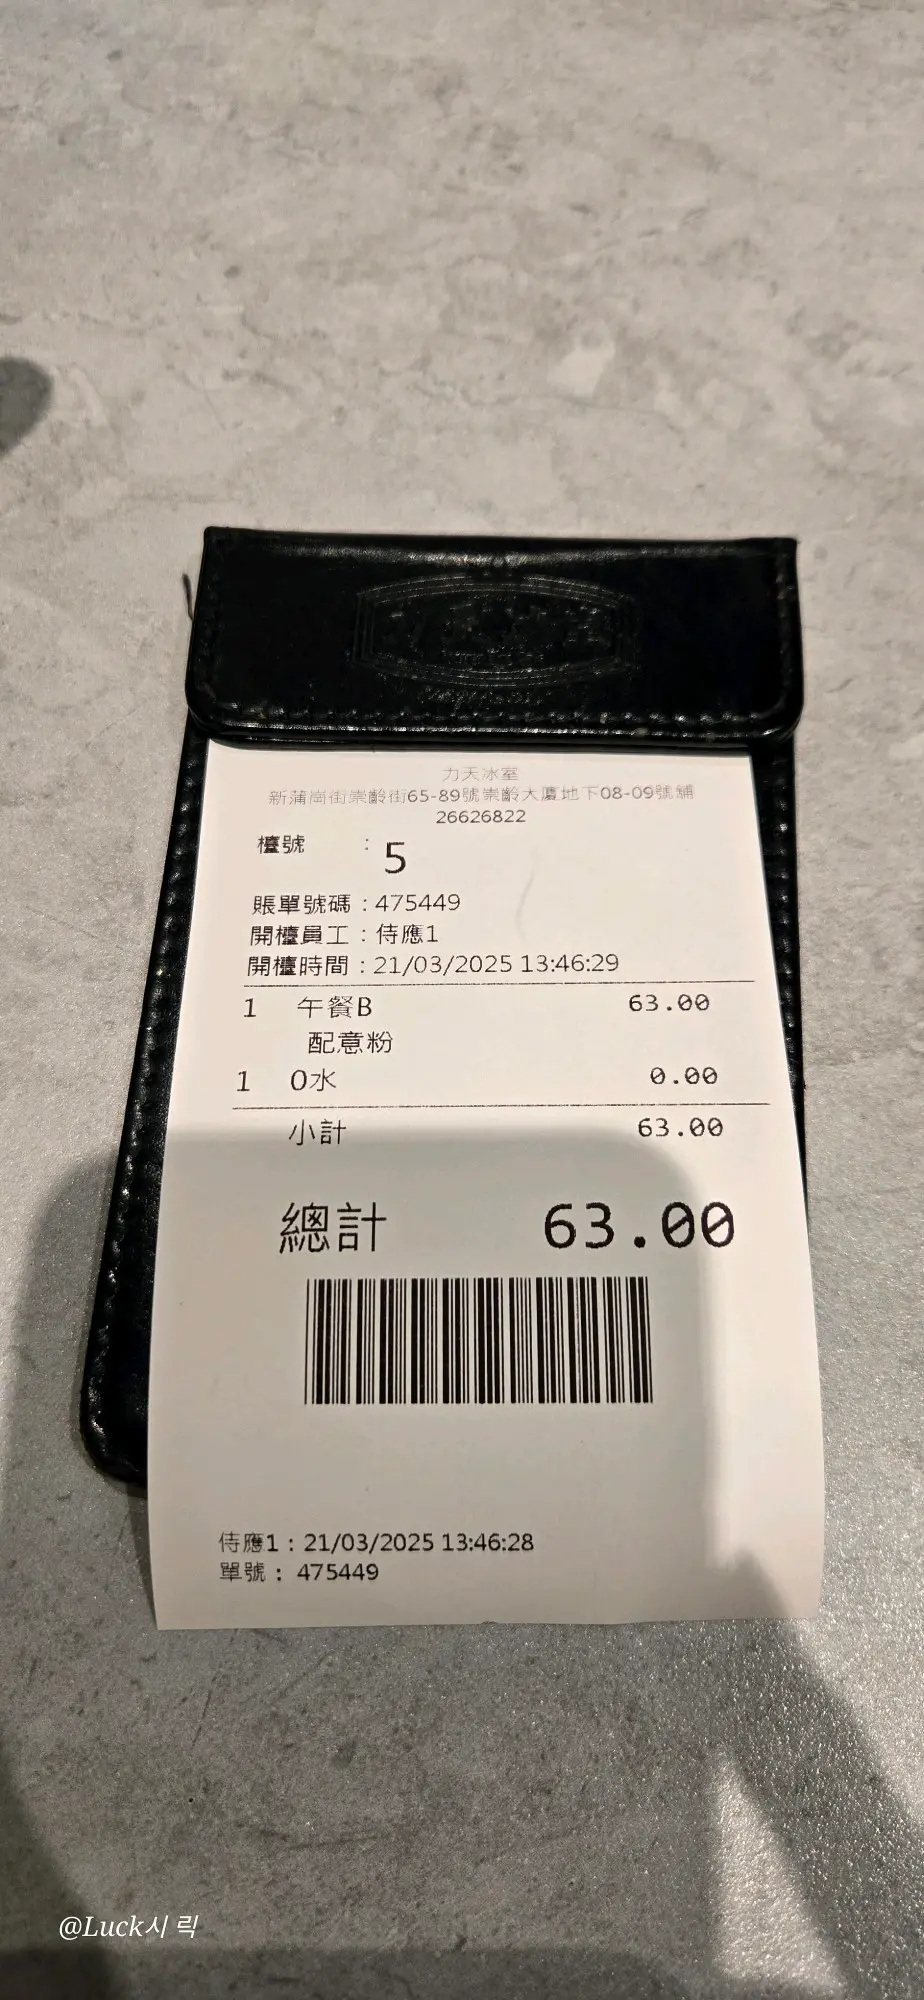 力天冰室
新蒲崗街崇齡街65-89號崇齡大廈地下08-09號舖
26626822
檯號 : 5
賬單號碼 : 475449
開檯員工 : 侍應1
開檯時間 : 21/03/2025 13:46:29
1 午餐B 63.00
配意粉
1 0水 0.00
小計 63.00
總計 63.00
侍應1 : 21/03/2025 13:46:28
單號 : 475449
@Luck시 릭